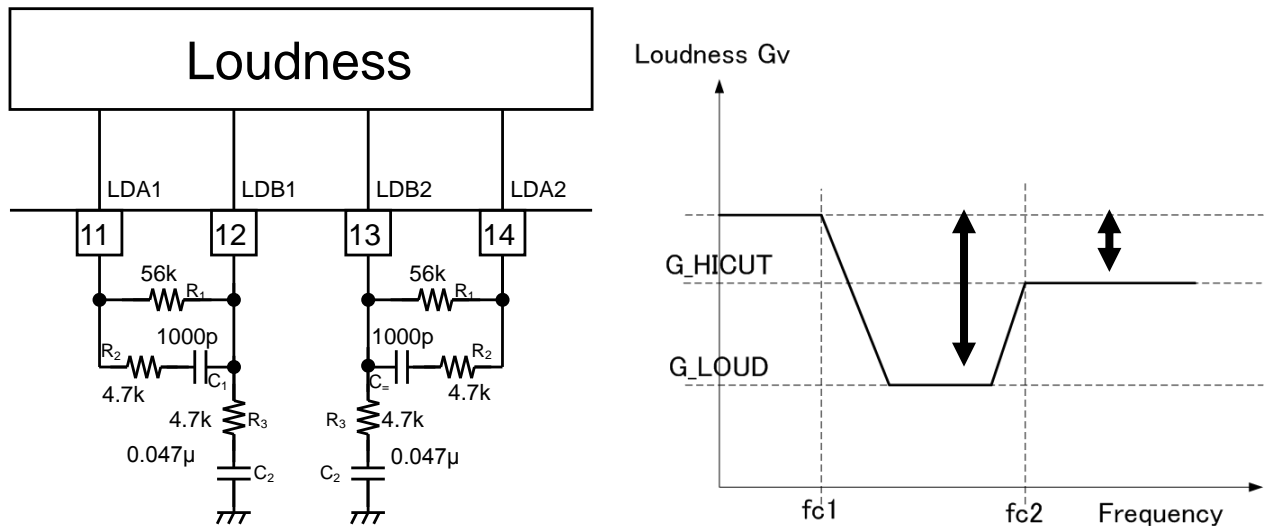 Loudness
LDA1
LDB1
LDB2
LDA2
11
12
13
14
56k
R1
56k
R1
1000p
1000p
R2
C1
C=
R2
4.7k
4.7k
4.7k
R3
R3
4.7k
0.047μ
0.047μ
C2
C2
Loudness Gv
G_HICUT
G_LOUD
fc1
fc2
Frequency